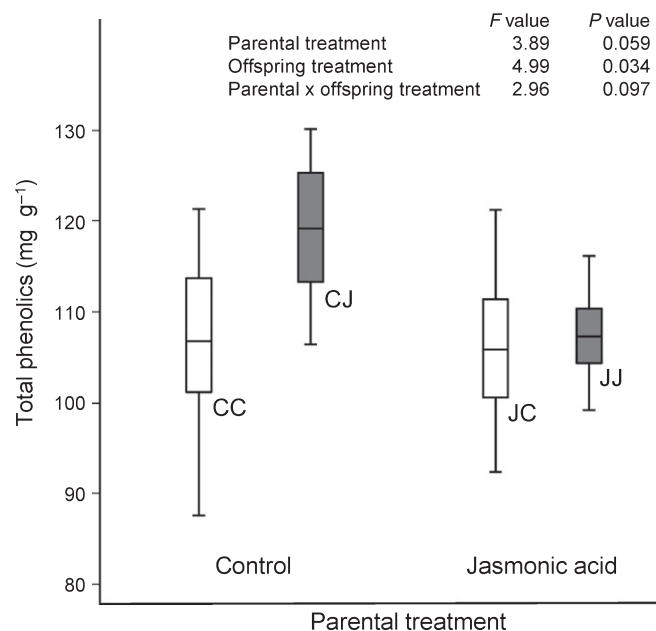 F value P value
Parental treatment 3.89 0.059
Offspring treatment 4.99 0.034
Parental x offspring treatment 2.96 0.097
Total phenolics (mg g⁻¹)
130
120
110
100
90
80
CC
CJ
JC
JJ
Control Jasmonic acid
Parental treatment